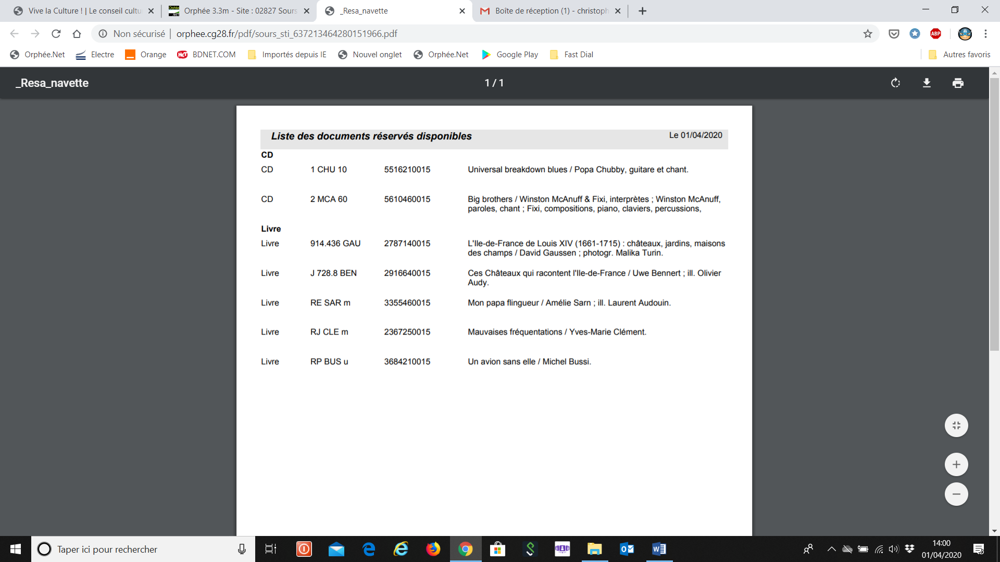 Vive la Culture ! | Le conseil cultu
Orphée 3.3m - Site : 02827 Sours
_Resa_navette
Boîte de réception (1) - christoph
Non sécurisé | orphee.cg28.fr/pdf/sours_sti_637213464280151966.pdf
ABP
Orphée.Net
Electre
Orange
BDNET.COM
Importés depuis IE
Nouvel onglet
Orphée.Net
Google Play
Fast Dial
Autres favoris
_Resa_navette
1 / 1
Liste des documents réservés disponibles Le 01/04/2020
CD
CD 1 CHU 10 5516210015 Universal breakdown blues / Popa Chubby, guitare et chant.
CD 2 MCA 60 5610460015 Big brothers / Winston McAnuff & Fixi, interprètes ; Winston McAnuff,
paroles, chant ; Fixi, compositions, piano, claviers, percussions,
Livre
Livre 914.436 GAU 2787140015 L'Ile-de-France de Louis XIV (1661-1715) : châteaux, jardins, maisons
des champs / David Gaussen ; photogr. Malika Turin.
Livre J 728.8 BEN 2916640015 Ces Châteaux qui racontent l'Ile-de-France / Uwe Bennert ; ill. Olivier
Audy.
Livre RE SAR m 3355460015 Mon papa flingueur / Amélie Sarn ; ill. Laurent Audouin.
Livre RJ CLE m 2367250015 Mauvaises fréquentations / Yves-Marie Clément.
Livre RP BUS u 3684210015 Un avion sans elle / Michel Bussi.
Taper ici pour rechercher
14:00
01/04/2020